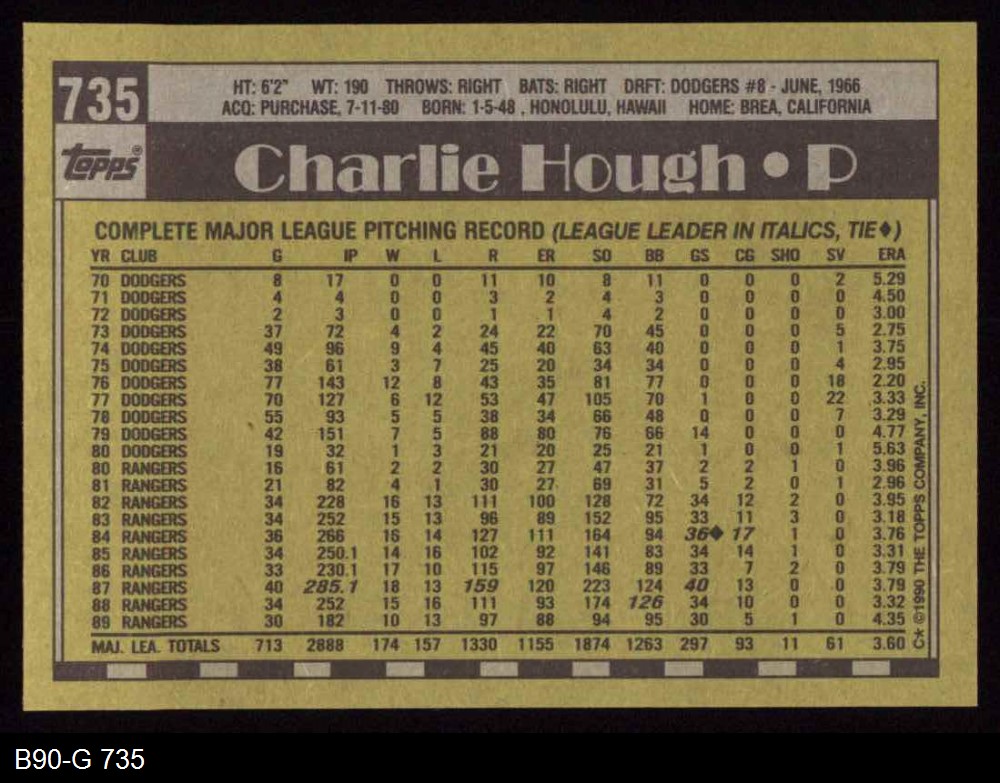 735
HT: 6'2" WT: 190 THROWS: RIGHT BATS: RIGHT DRFT: DODGERS #8 - JUNE, 1966
ACQ: PURCHASE, 7-11-80 BORN: 1-5-48 , HONOLULU, HAWAII HOME: BREA, CALIFORNIA
topps®
Charlie Hough • P
COMPLETE MAJOR LEAGUE PITCHING RECORD (LEAGUE LEADER IN ITALICS, TIE♦)
YR CLUB G IP W L R ER SO BB GS CG SHO SV ERA
70 DODGERS 8 17 0 0 11 10 8 11 0 0 0 2 5.29
71 DODGERS 4 4 0 0 3 2 4 3 0 0 0 0 4.50
72 DODGERS 2 3 0 0 1 1 4 2 0 0 0 0 3.00
73 DODGERS 37 72 4 2 24 22 70 45 0 0 0 5 2.75
74 DODGERS 49 96 9 4 45 40 63 40 0 0 0 1 3.75
75 DODGERS 38 61 3 7 25 20 34 34 0 0 0 4 2.95
76 DODGERS 77 143 12 8 43 35 81 77 0 0 0 18 2.20
77 DODGERS 70 127 6 12 53 47 105 70 1 0 0 22 3.33
78 DODGERS 55 93 5 5 38 34 66 48 0 0 0 7 3.29
79 DODGERS 42 151 7 5 88 80 76 66 14 0 0 0 4.77
80 DODGERS 19 32 1 3 21 20 25 21 1 0 0 1 5.63
80 RANGERS 16 61 2 2 30 27 47 37 2 2 1 0 3.96
81 RANGERS 21 82 4 1 30 27 69 31 5 2 0 1 2.96
82 RANGERS 34 228 16 13 111 100 128 72 34 12 2 0 3.95
83 RANGERS 34 252 15 13 96 89 152 95 33 11 3 0 3.18
84 RANGERS 36 266 16 14 127 111 164 94 36♦ 17 1 0 3.76
85 RANGERS 34 250.1 14 16 102 92 141 83 34 14 1 0 3.31
86 RANGERS 33 230.1 17 10 115 97 146 89 33 7 2 0 3.79
87 RANGERS 40 285.1 18 13 159 120 223 124 40 13 0 0 3.79
88 RANGERS 34 252 15 16 111 93 174 126 34 10 0 0 3.32
89 RANGERS 30 182 10 13 97 88 94 95 30 5 1 0 4.35
MAJ. LEA. TOTALS 713 2888 174 157 1330 1155 1874 1263 297 93 11 61 3.60
C* ©1990 THE TOPPS COMPANY, INC.
B90-G 735